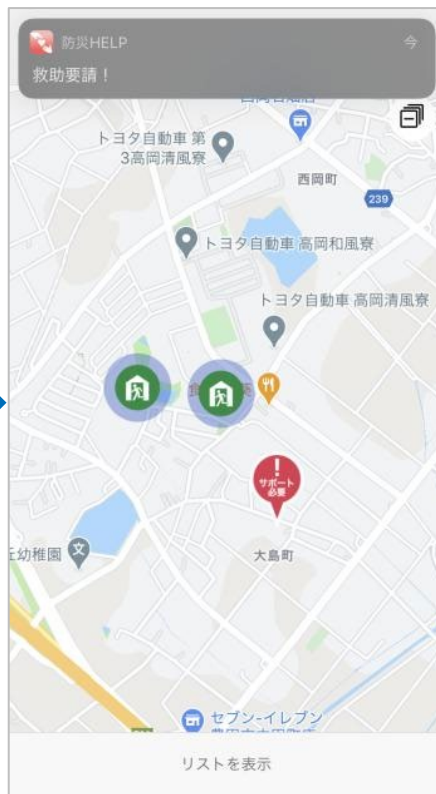 防災HELP
今
救助要請！
トヨタ自動車 第
3高岡清風寮
西岡町
239
トヨタ自動車 高岡和風寮
トヨタ自動車 高岡清風寮
サポート
必要
大島町
丘幼稚園
文
セブン-イレブン
リストを表示